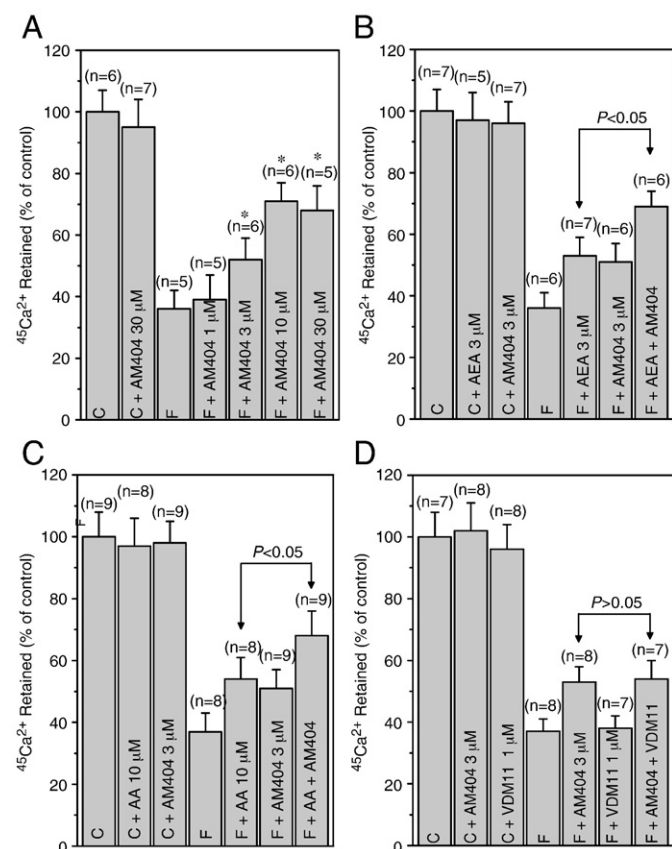 A
120
100
80
60
40
20
0
45Ca2+ Retained (% of control)
(n=6)
(n=7)
(n=5)
(n=5)
*
(n=6)
*
(n=6)
*
(n=5)
C
C + AM404 30 µM
F
F + AM404 1 µM
F + AM404 3 µM
F + AM404 10 µM
F + AM404 30 µM
B
120
100
80
60
40
20
0
45Ca2+ Retained (% of control)
(n=7)
(n=5)
(n=7)
P<0.05
(n=6)
(n=7)
(n=6)
(n=6)
C
C + AEA 3 µM
C + AM404 3 µM
F
F + AEA 3 µM
F + AM404 3 µM
F + AEA + AM404
C
120
100
80
60
40
20
0
45Ca2+ Retained (% of control)
F
(n=9)
(n=8)
(n=9)
P<0.05
(n=8)
(n=8)
(n=9)
(n=9)
C
C + AA 10 µM
C + AM404 3 µM
F
F + AA 10 µM
F + AM404 3 µM
F + AA + AM404
D
120
100
80
60
40
20
0
45Ca2+ Retained (% of control)
(n=7)
(n=8)
(n=8)
P>0.05
(n=8)
(n=8)
(n=7)
(n=7)
C
C + AM404 3 µM
C + VDM11 1 µM
F
F + AM404 3 µM
F + VDM11 1 µM
F + AM404 + VDM11